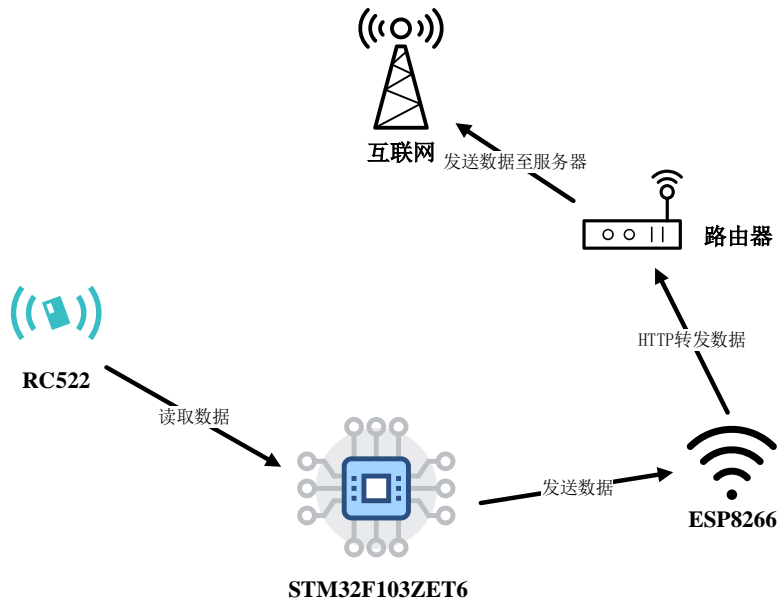 互联网
发送数据至服务器
路由器
HTTP转发数据
RC522
读取数据
发送数据
ESP8266
STM32F103ZET6